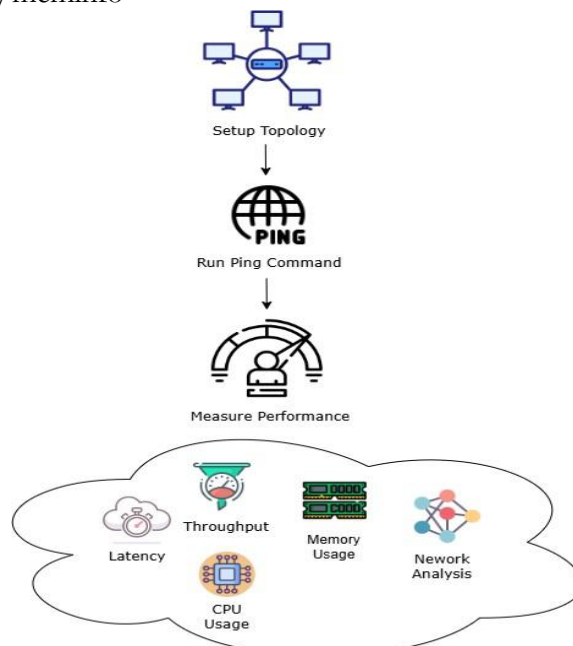 Setup Topology
PING
Run Ping Command
Measure Performance
Throughput
Latency
Memory
Usage
Nework
Analysis
CPU
Usage